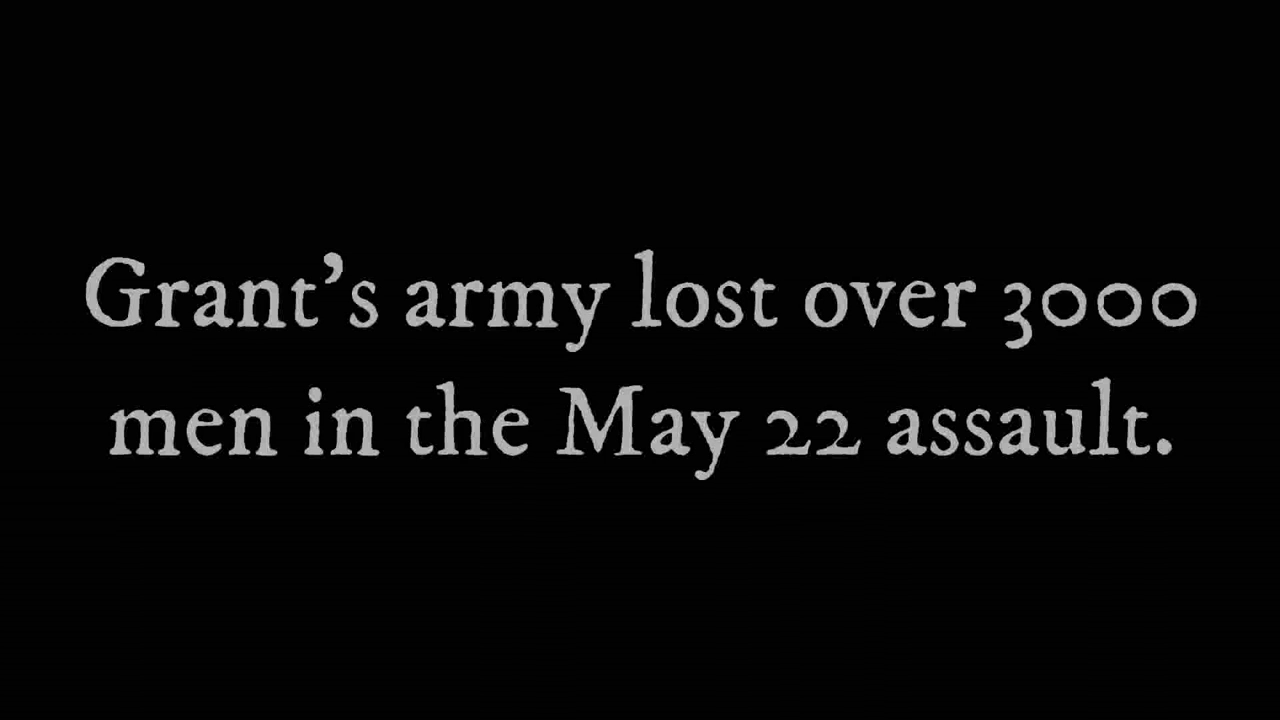 Grant’s army lost over 3000
men in the May 22 assault.